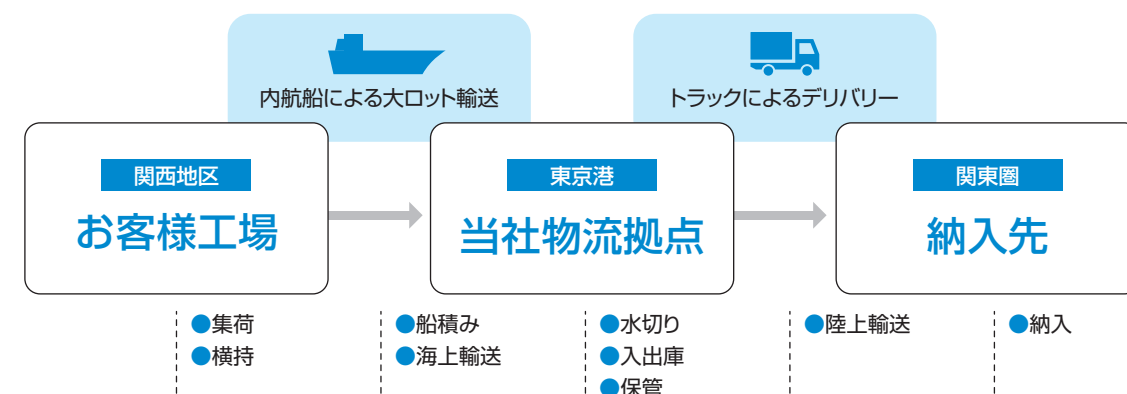 内航船による大ロット輸送
トラックによるデリバリー
関西地区
お客様工場
東京港
当社物流拠点
関東圏
納入先
●集荷
●横持
●船積み
●海上輸送
●水切り
●入出庫
●保管
●陸上輸送
●納入